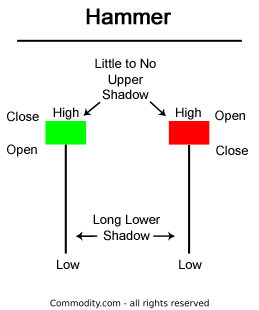 Hammer
Little to No
Upper
Shadow
Close
High
High
Open
Open
Close
Long Lower
Shadow
Low
Low
Commodity.com - all rights reserved